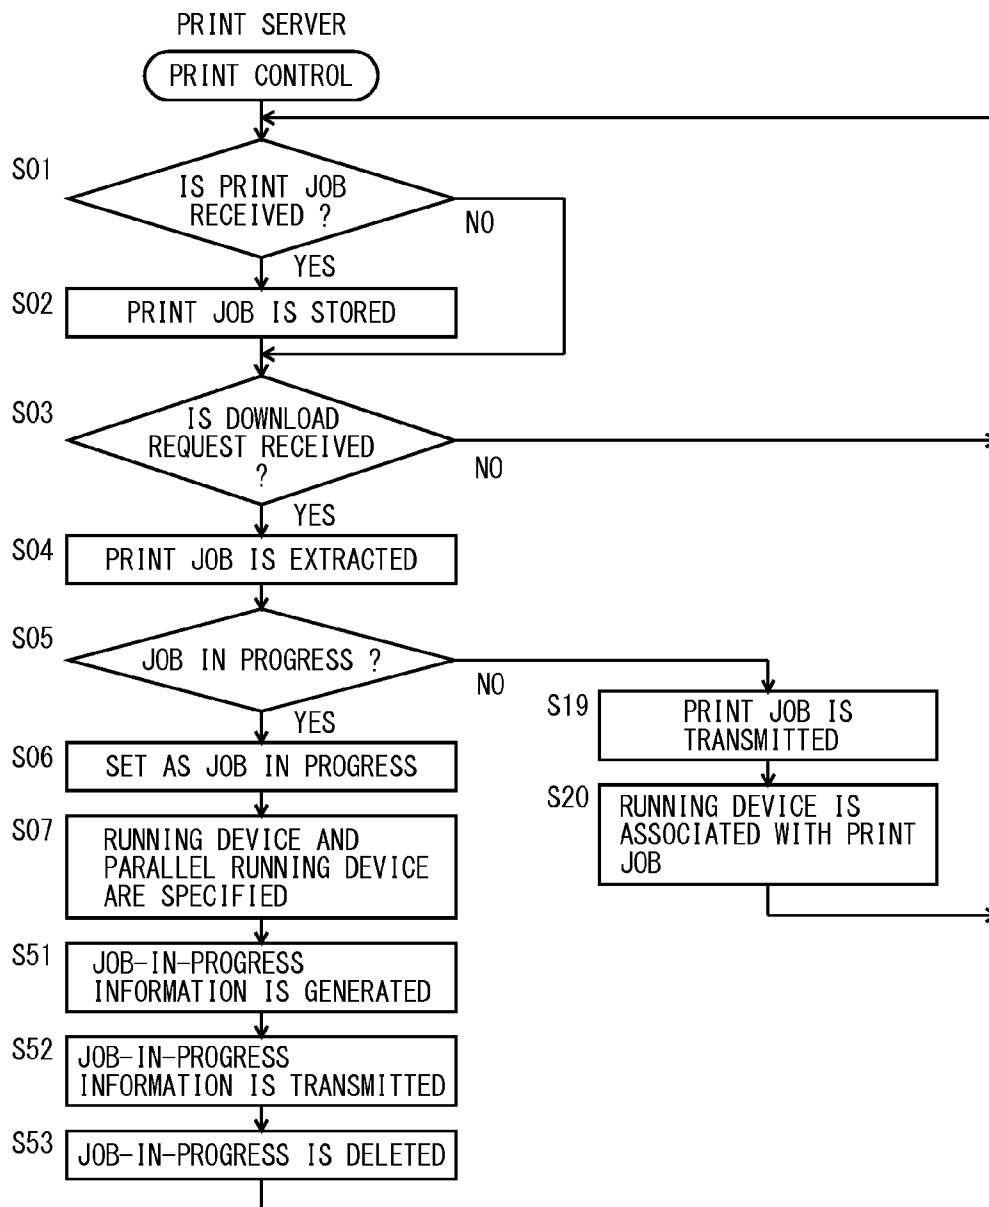 PRINT SERVER
PRINT CONTROL
S01
IS PRINT JOB
RECEIVED ?
NO
YES
S02
PRINT JOB IS STORED
S03
IS DOWNLOAD
REQUEST RECEIVED
?
NO
YES
S04
PRINT JOB IS EXTRACTED
S05
JOB IN PROGRESS ?
NO
YES
S06
SET AS JOB IN PROGRESS
S07
RUNNING DEVICE AND
PARALLEL RUNNING DEVICE
ARE SPECIFIED
S51
JOB-IN-PROGRESS
INFORMATION IS GENERATED
S52
JOB-IN-PROGRESS
INFORMATION IS TRANSMITTED
S53
JOB-IN-PROGRESS IS DELETED
S19
PRINT JOB IS
TRANSMITTED
S20
RUNNING DEVICE IS
ASSOCIATED WITH PRINT
JOB